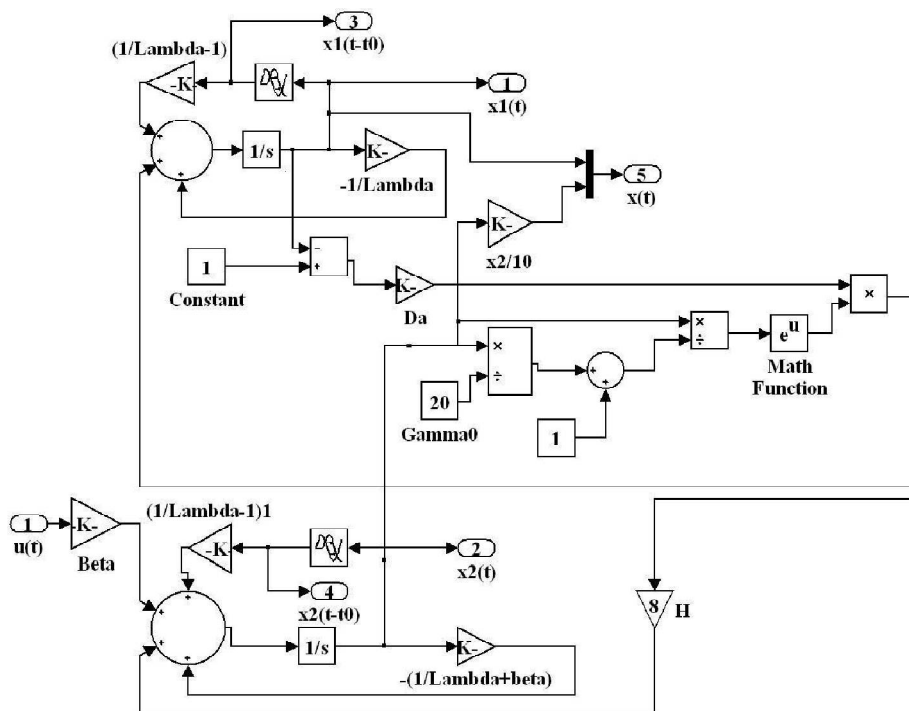 3
x1(t-t0)
(1/Lambda-1)
-K-
1
x1(t)
+
+
+
1/s
K-
-1/Lambda
5
x(t)
K-
x2/10
-
+
1
Constant
K-
Da
×
×
÷
e^u
Math
Function
×
÷
20
Gamma0
+
+
1
1
u(t)
-K-
Beta
(1/Lambda-1)1
-K
2
x2(t)
4
x2(t-t0)
+
+
+
+
1/s
K-
-(1/Lambda+beta)
8
H